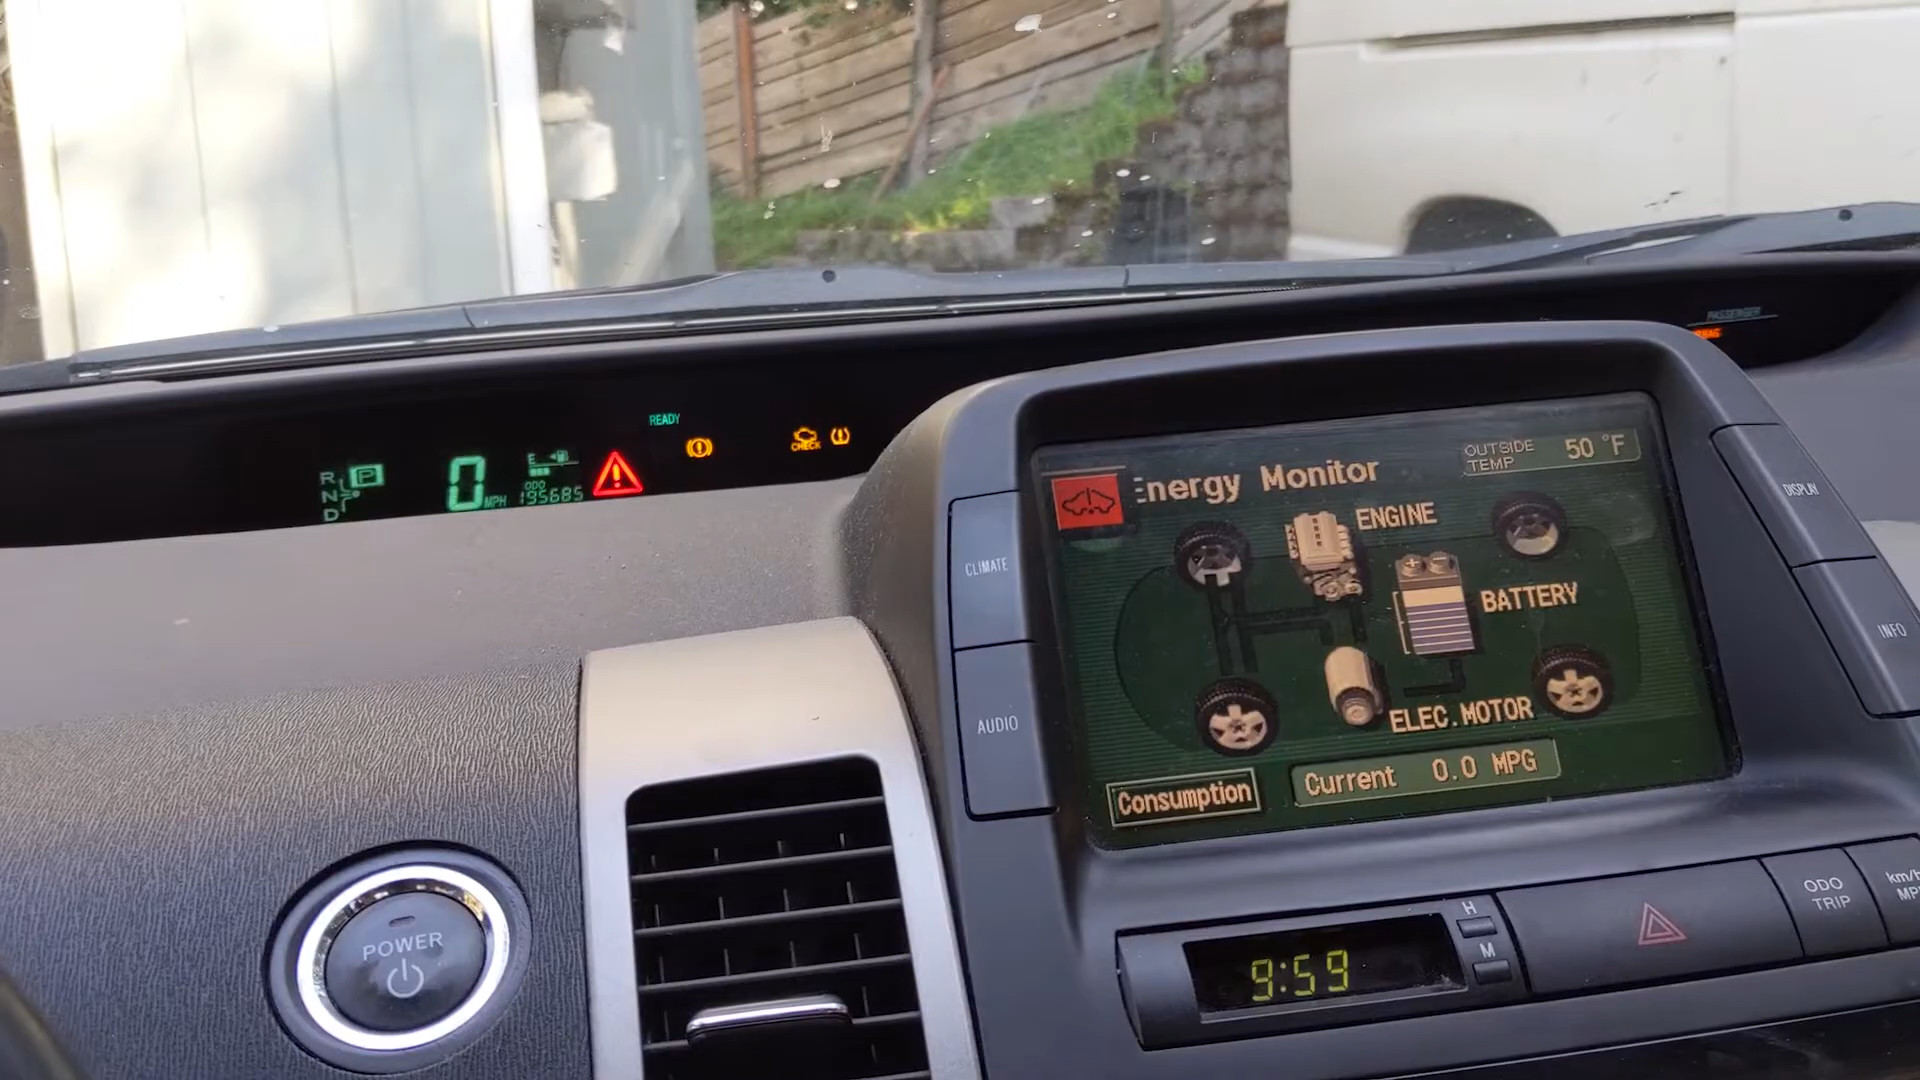 PASSENGER
READY
R
P
N
D
0
MPH
E
ODO
195685
CHECK
Energy Monitor
OUTSIDE
TEMP
50 °F
ENGINE
BATTERY
ELEC.MOTOR
Consumption
Current 0.0 MPG
CLIMATE
AUDIO
DISPLAY
INFO
POWER
9:59
H
M
ODO
TRIP